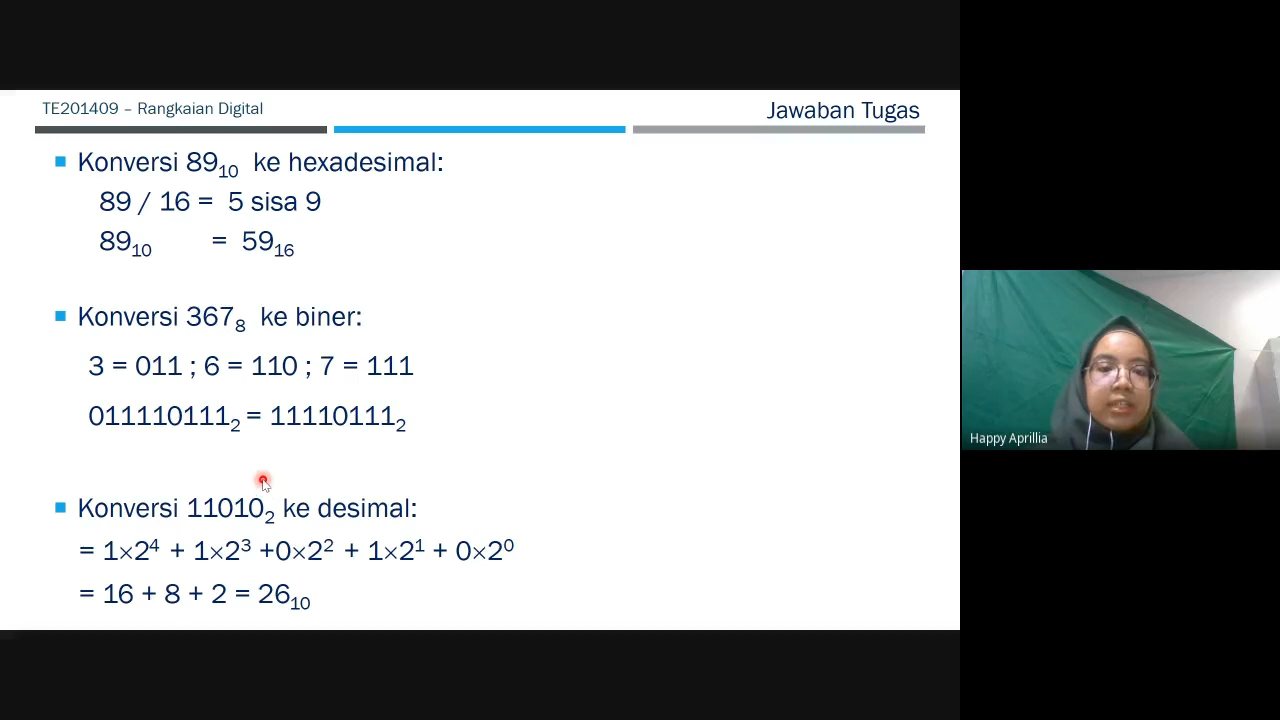 TE201409 – Rangkaian Digital
Jawaban Tugas
Konversi 89₁₀ ke hexadesimal:
89 / 16 = 5 sisa 9
89₁₀ = 59₁₆
Konversi 367₈ ke biner:
3 = 011 ; 6 = 110 ; 7 = 111
011110111₂ = 11110111₂
Konversi 11010₂ ke desimal:
= 1×2⁴ + 1×2³ +0×2² + 1×2¹ + 0×2⁰
= 16 + 8 + 2 = 26₁₀
Happy Aprillia